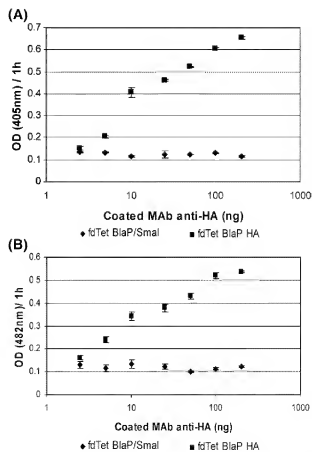 (A)
0.7
0.6
0.5
0.4
0.3
0.2
0.1
0
OD (405nm) / 1h
1 10 100 1000
Coated MAb anti-HA (ng)
◆ fdTet BlaP/SmaI ■ fdTet BlaP HA
(B)
0.6
0.5
0.4
0.3
0.2
0.1
0
OD (482nm)/ 1h
1 10 100 1000
Coated MAb anti-HA (ng)
◆ fdTet BlaP/SmaI ■ fdTet BlaP HA